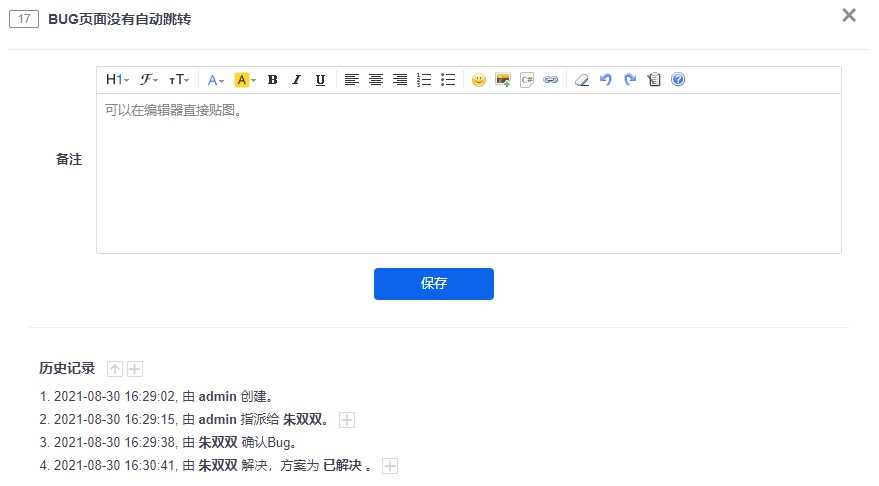 17 BUG页面没有自动跳转
H1 ℱ тT A A B I U C#
可以在编辑器直接贴图。
备注
保存
历史记录
1. 2021-08-30 16:29:02, 由 admin 创建。
2. 2021-08-30 16:29:15, 由 admin 指派给 朱双双。
3. 2021-08-30 16:29:38, 由 朱双双 确认Bug。
4. 2021-08-30 16:30:41, 由 朱双双 解决，方案为 已解决 。